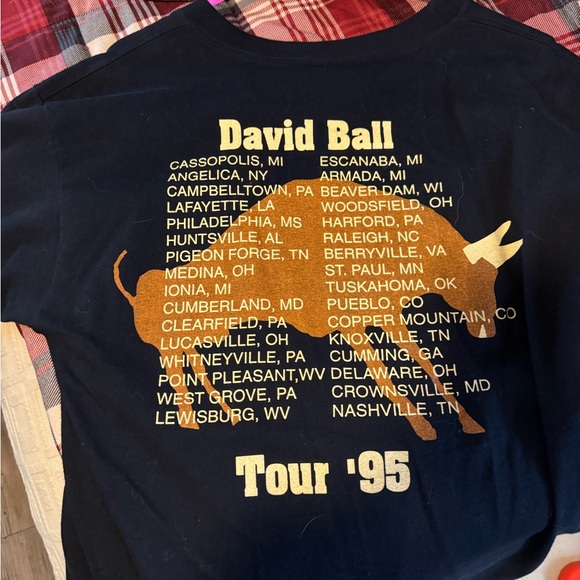 David Ball
CASSOPOLIS, MI ESCANABA, MI
ANGELICA, NY ARMADA, MI
CAMPBELLTOWN, PA BEAVER DAM, WI
LAFAYETTE, LA WOODSFIELD, OH
PHILADELPHIA, MS HARFORD, PA
HUNTSVILLE, AL RALEIGH, NC
PIGEON FORGE, TN BERRYVILLE, VA
MEDINA, OH ST. PAUL, MN
IONIA, MI TUSKAHOMA, OK
CUMBERLAND, MD PUEBLO, CO
CLEARFIELD, PA COPPER MOUNTAIN, CO
LUCASVILLE, OH KNOXVILLE, TN
WHITNEYVILLE, PA CUMMING, GA
POINT PLEASANT,WV DELAWARE, OH
WEST GROVE, PA CROWNSVILLE, MD
LEWISBURG, WV NASHVILLE, TN
Tour '95